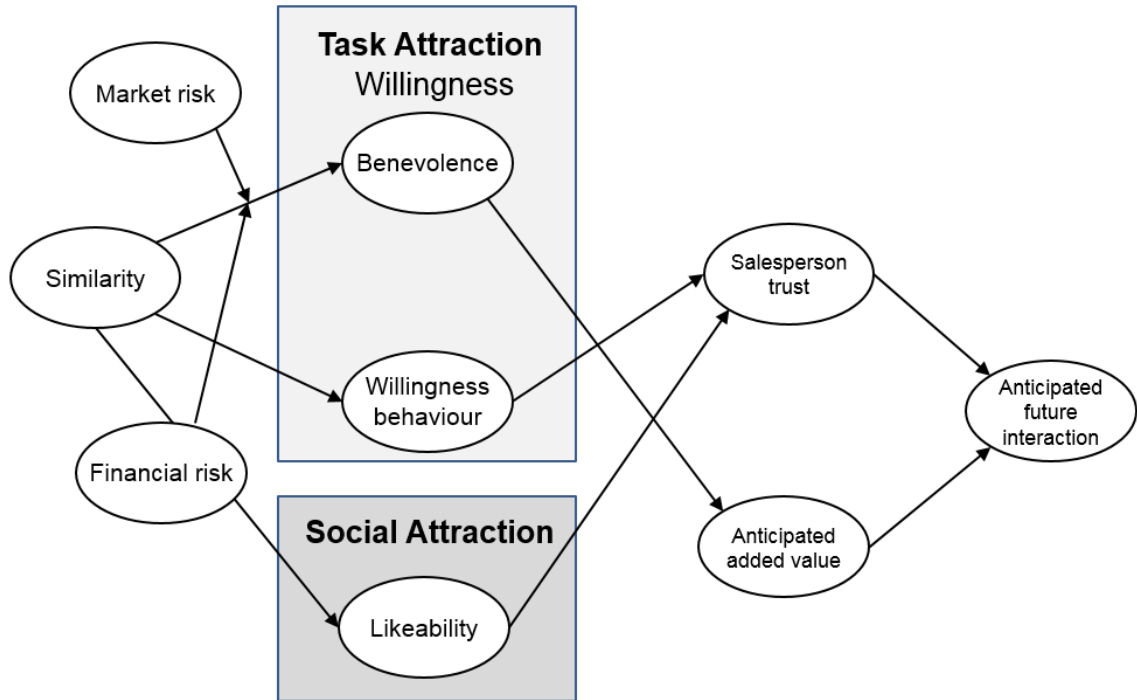 Task Attraction
Willingness
Market risk
Benevolence
Similarity
Salesperson
trust
Willingness
behaviour
Anticipated
future
interaction
Financial risk
Social Attraction
Anticipated
added value
Likeability